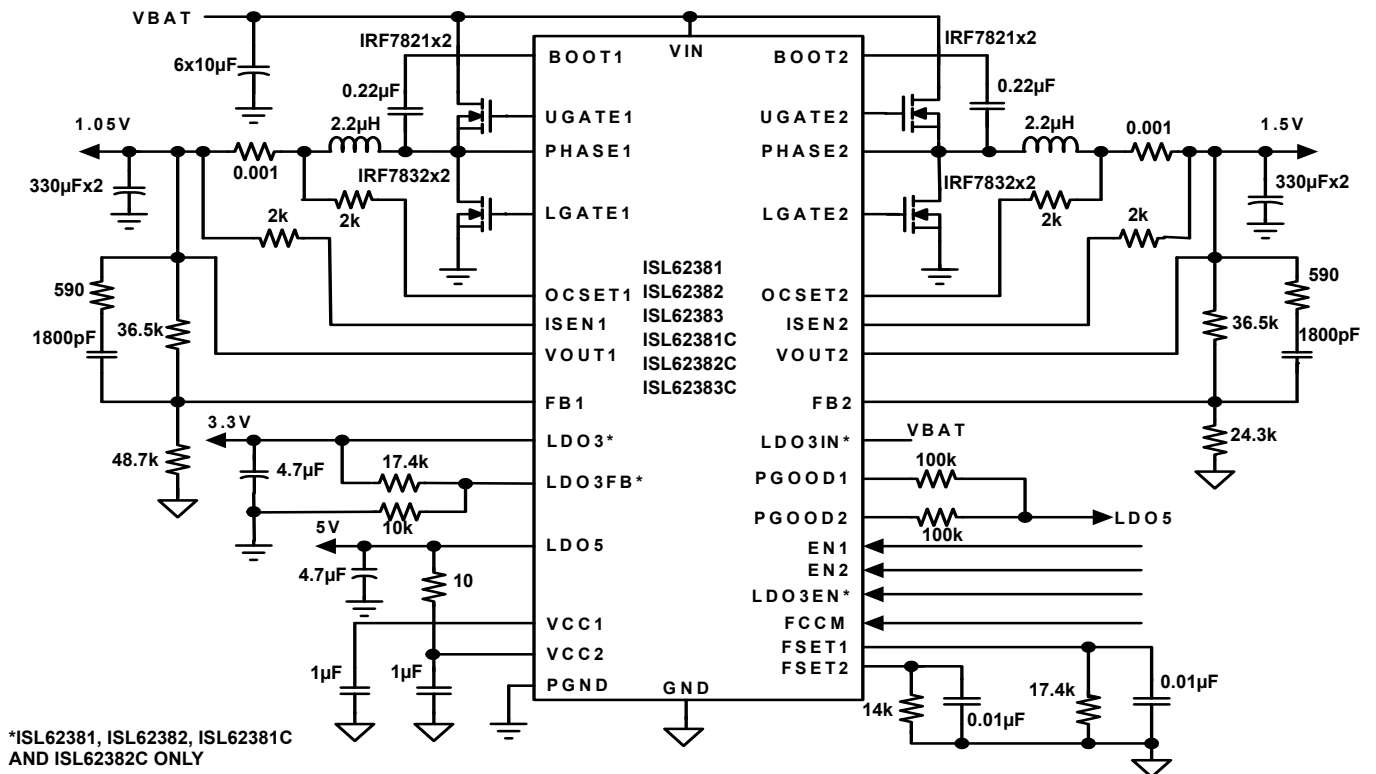 VBAT
IRF7821x2
VIN
IRF7821x2
6x10µF
BOOT1
BOOT2
0.22µF
0.22µF
UGATE1
UGATE2
1.05V
2.2µH
2.2µH
0.001
1.5V
PHASE1
PHASE2
0.001
IRF7832x2
IRF7832x2
330µFx2
330µFx2
2k
2k
LGATE1
LGATE2
2k
2k
ISL62381
ISL62382
ISL62383
ISL62381C
ISL62382C
ISL62383C
590
590
OCSET1
OCSET2
1800pF
36.5k
ISEN1
ISEN2
36.5k
1800pF
VOUT1
VOUT2
FB1
FB2
3.3V
LDO3*
LDO3IN*
VBAT
48.7k
24.3k
4.7µF
17.4k
LDO3FB*
PGOOD1
100k
10k
PGOOD2
100k
LDO5
5V
LDO5
EN1
4.7µF
10
EN2
LDO3EN*
VCC1
FCCM
FSET1
VCC2
FSET2
1µF
1µF
PGND
GND
14k
0.01µF
17.4k
0.01µF
*ISL62381, ISL62382, ISL62381C
AND ISL62382C ONLY